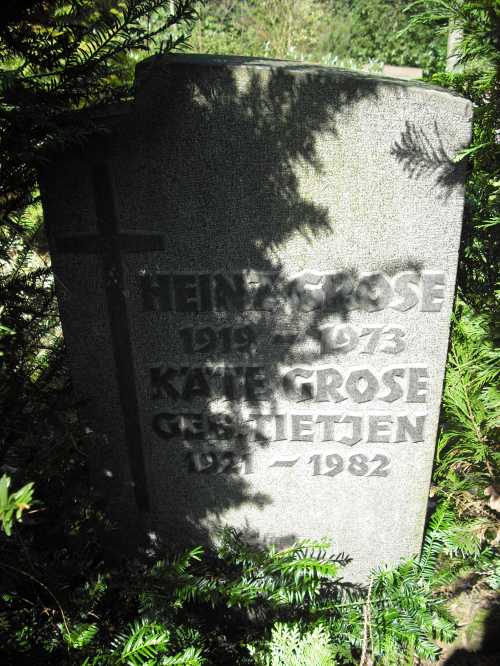 HEINZ GROSE
1919 – 1973
KÄTE GROSE
GEB. TIETJEN
1921 – 1982